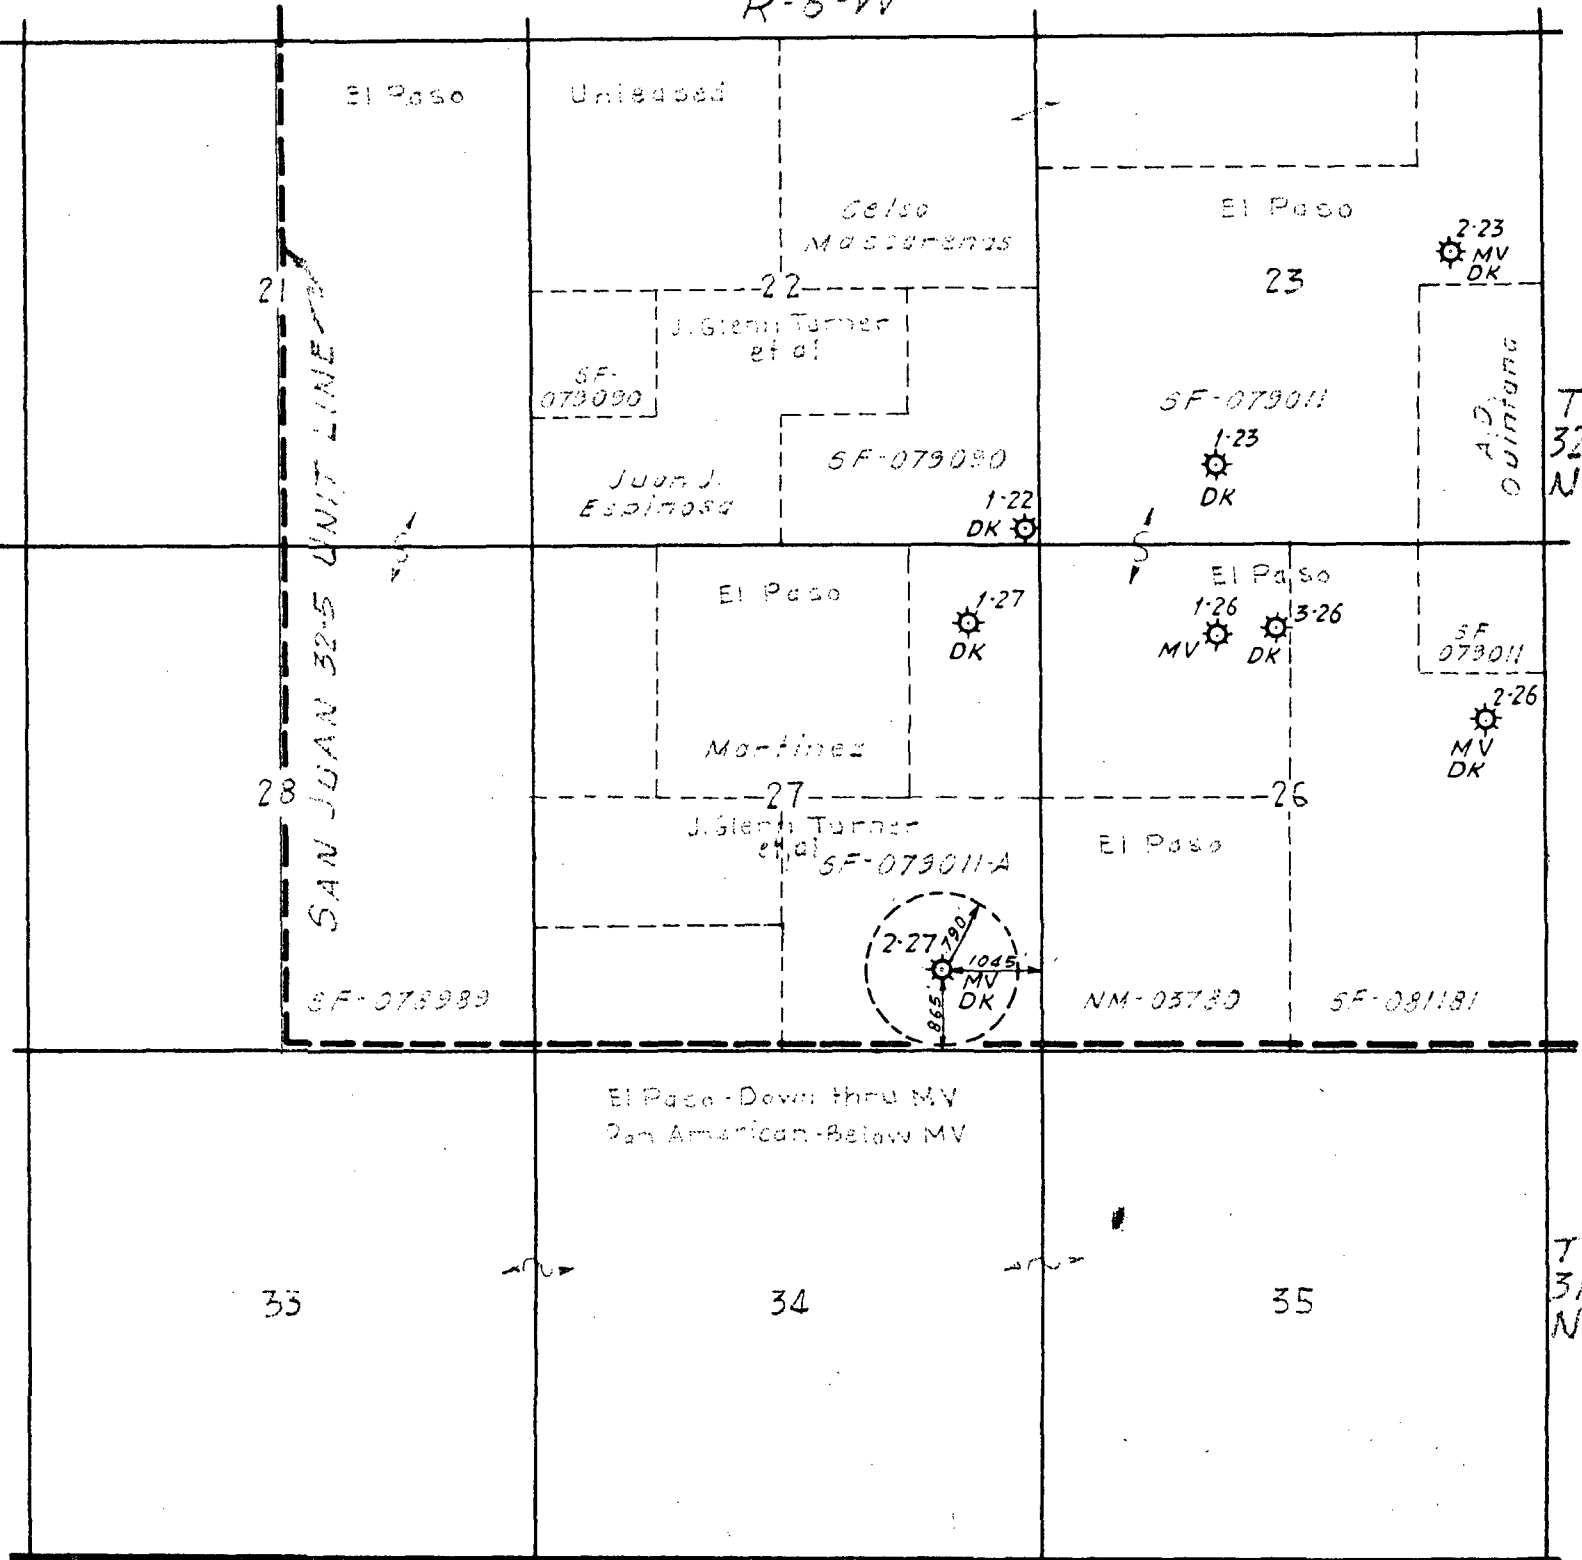 El Paso
Unleased
Celso
Mascarenas
El Paso
2-23
MV
DK
21
22
23
J. Glenn Turner
et al
SF-
079090
SF-079011
A.D.
Quintana
T
32
N
1-23
DK
Juan J.
Espinosa
SF-079090
1-22
DK
SAN JUAN 32-5 UNIT LINE
El Paso
1-27
DK
El Paso
1-26
MV
3-26
DK
SF
079011
2-26
MV
DK
Martinez
28
27
26
J. Glenn Turner
et al
SF-079011-A
El Paso
2-27
790'
1045'
MV
DK
865'
SF-078989
NM-03780
SF-081181
El Paso-Down thru MV
Pan American-Below MV
T
31
N
33
34
35